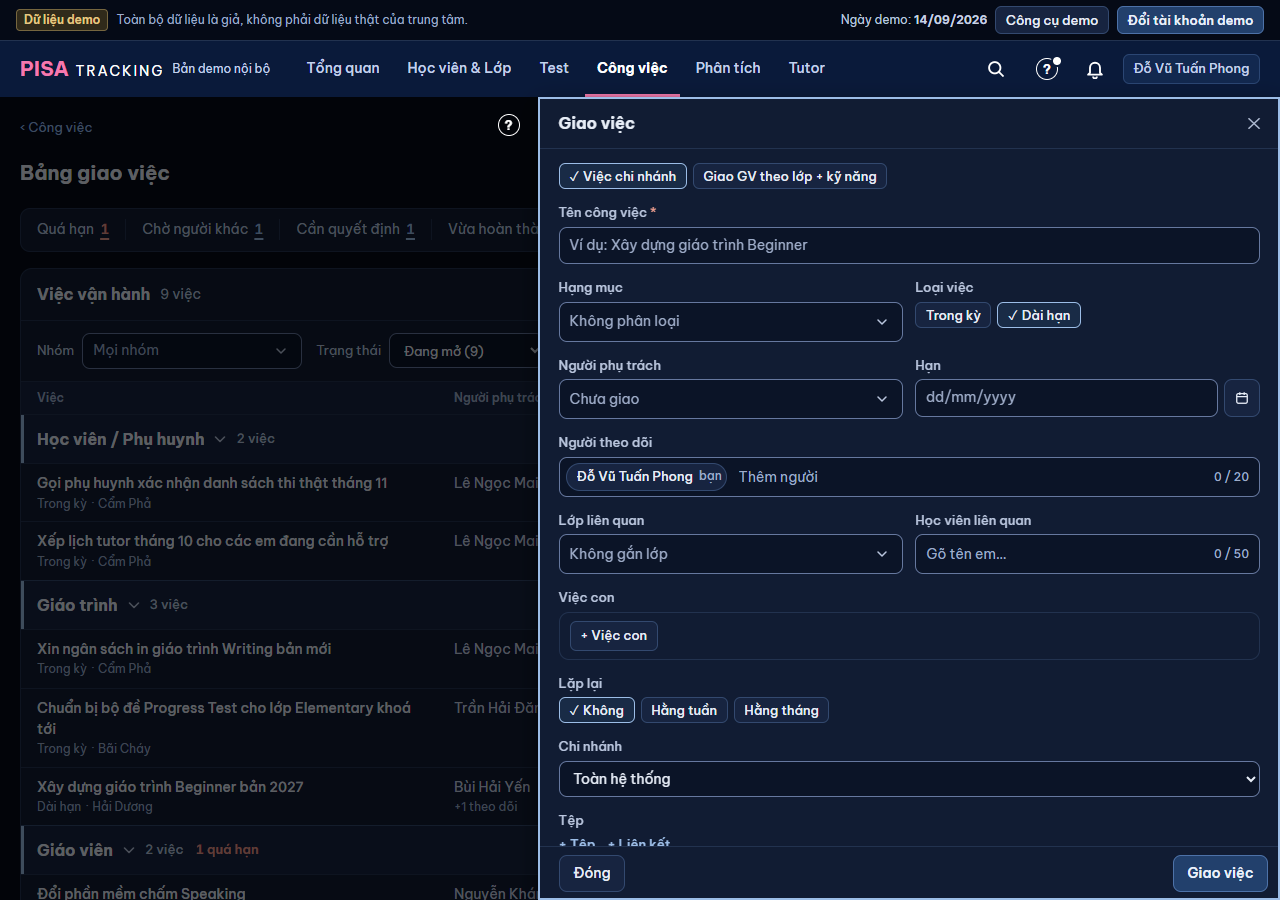 Dữ liệu demo Toàn bộ dữ liệu là giả, không phải dữ liệu thật của trung tâm. Ngày demo: 14/09/2026 Công cụ demo Đổi tài khoản demo
PISA TRACKING Bản demo nội bộ Tổng quan Học viên & Lớp Test Công việc Phân tích Tutor ? Đỗ Vũ Tuấn Phong
‹ Công việc ?
Bảng giao việc
Quá hạn 1 Chờ người khác 1 Cần quyết định 1 Vừa hoàn thà
Việc vận hành 9 việc
Nhóm Mọi nhóm Trạng thái Đang mở (9)
Việc Người phụ trác
Học viên / Phụ huynh 2 việc
Gọi phụ huynh xác nhận danh sách thi thật tháng 11 Lê Ngọc Mai
Trong kỳ · Cẩm Phả
Xếp lịch tutor tháng 10 cho các em đang cần hỗ trợ Lê Ngọc Mai
Trong kỳ · Cẩm Phả
Giáo trình 3 việc
Xin ngân sách in giáo trình Writing bản mới Lê Ngọc Mai
Trong kỳ · Cẩm Phả
Chuẩn bị bộ đề Progress Test cho lớp Elementary khoá Trần Hải Đăn
tới
Trong kỳ · Bãi Cháy
Xây dựng giáo trình Beginner bản 2027 Bùi Hải Yến
Dài hạn · Hải Dương +1 theo dõi
Giáo viên 2 việc 1 quá hạn
Đổi phần mềm chấm Speaking Nguyễn Khá
Giao việc
✓ Việc chi nhánh Giao GV theo lớp + kỹ năng
Tên công việc *
Ví dụ: Xây dựng giáo trình Beginner
Hạng mục Loại việc
Không phân loại Trong kỳ ✓ Dài hạn
Người phụ trách Hạn
Chưa giao dd/mm/yyyy
Người theo dõi
Đỗ Vũ Tuấn Phong bạn Thêm người 0 / 20
Lớp liên quan Học viên liên quan
Không gắn lớp Gõ tên em... 0 / 50
Việc con
+ Việc con
Lặp lại
✓ Không Hằng tuần Hằng tháng
Chi nhánh
Toàn hệ thống
Tệp
+ Tệp + Liên kết
Đóng Giao việc